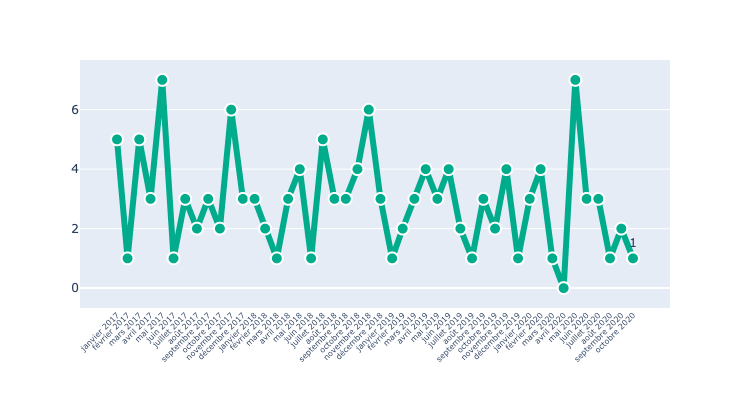 6
4
2
1
0
janvier 2017
février 2017
mars 2017
avril 2017
mai 2017
juin 2017
juillet 2017
août 2017
septembre 2017
octobre 2017
novembre 2017
décembre 2017
janvier 2018
février 2018
mars 2018
avril 2018
mai 2018
juin 2018
juillet 2018
août 2018
septembre 2018
octobre 2018
novembre 2018
décembre 2018
janvier 2019
février 2019
mars 2019
avril 2019
mai 2019
juin 2019
juillet 2019
août 2019
septembre 2019
octobre 2019
novembre 2019
décembre 2019
janvier 2020
février 2020
mars 2020
avril 2020
mai 2020
juin 2020
juillet 2020
août 2020
septembre 2020
octobre 2020